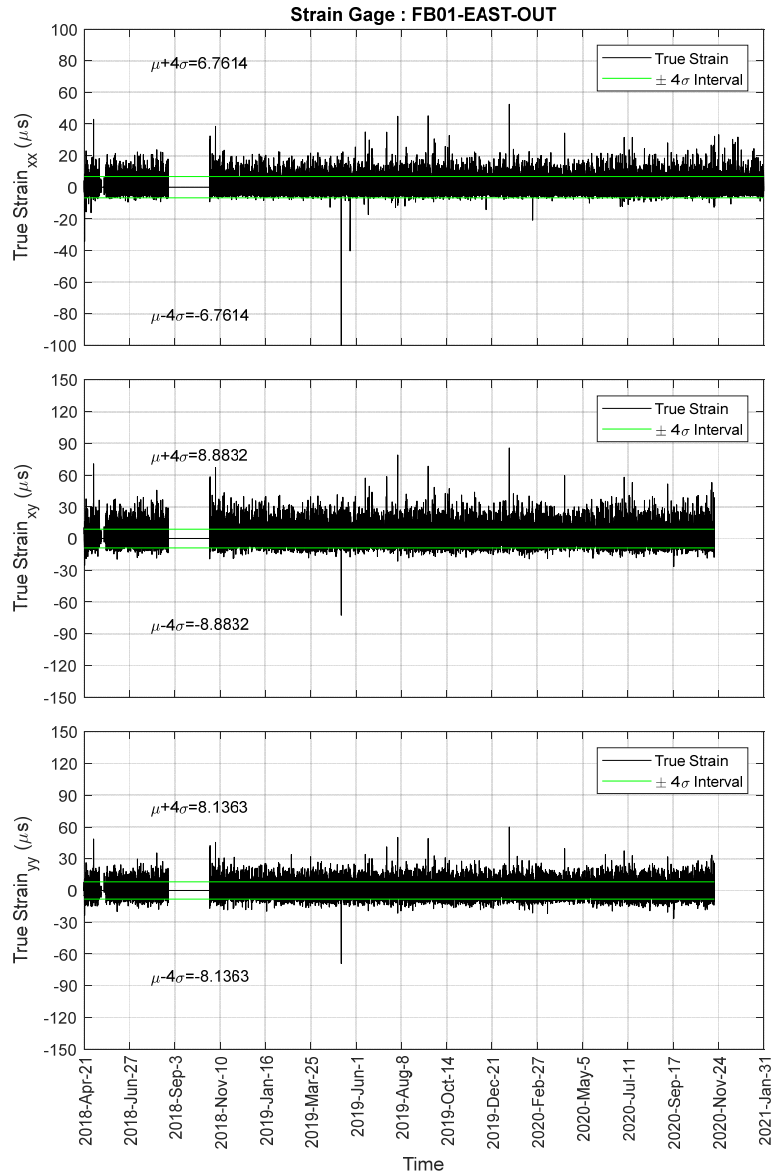 Strain Gage : FB01-EAST-OUT
100
80
60
40
20
0
-20
-40
-60
-80
-100
True Strain_xx (μs)
μ+4σ=6.7614
μ-4σ=-6.7614
True Strain
± 4σ Interval
150
120
90
60
30
0
-30
-60
-90
-120
-150
True Strain_xy (μs)
μ+4σ=8.8832
μ-4σ=-8.8832
True Strain
± 4σ Interval
150
120
90
60
30
0
-30
-60
-90
-120
-150
True Strain_yy (μs)
μ+4σ=8.1363
μ-4σ=-8.1363
True Strain
± 4σ Interval
2018-Apr-21
2018-Jun-27
2018-Sep-3
2018-Nov-10
2019-Jan-16
2019-Mar-25
2019-Jun-1
2019-Aug-8
2019-Oct-14
2019-Dec-21
2020-Feb-27
2020-May-5
2020-Jul-11
2020-Sep-17
2020-Nov-24
2021-Jan-31
Time